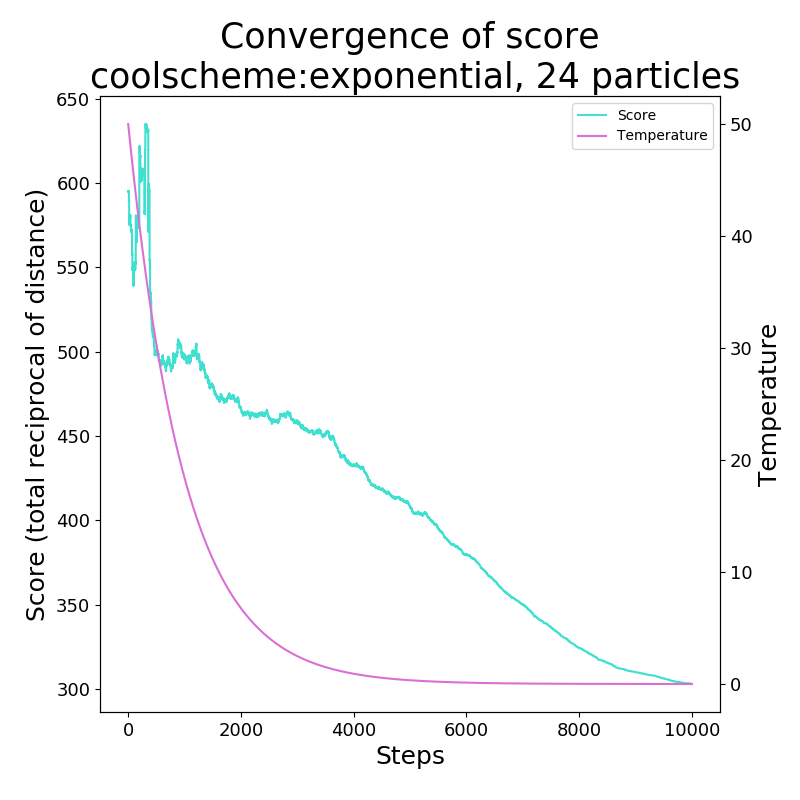 Convergence of score
coolscheme:exponential, 24 particles
Score
Temperature
650
600
550
500
450
400
350
300
Score (total reciprocal of distance)
50
40
30
20
10
0
Temperature
0
2000
4000
6000
8000
10000
Steps